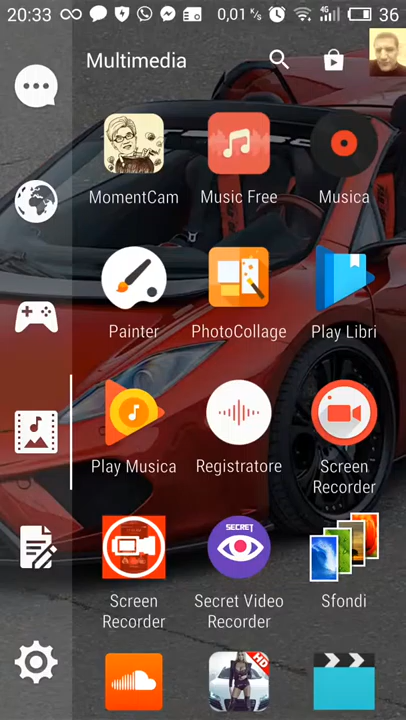 20:33 0,01 K/s 4G 36
Multimedia
MomentCam Music Free Musica
Painter PhotoCollage Play Libri
Play Musica Registratore Screen
Recorder
SECRET
Screen Secret Video Sfondi
Recorder Recorder
HD